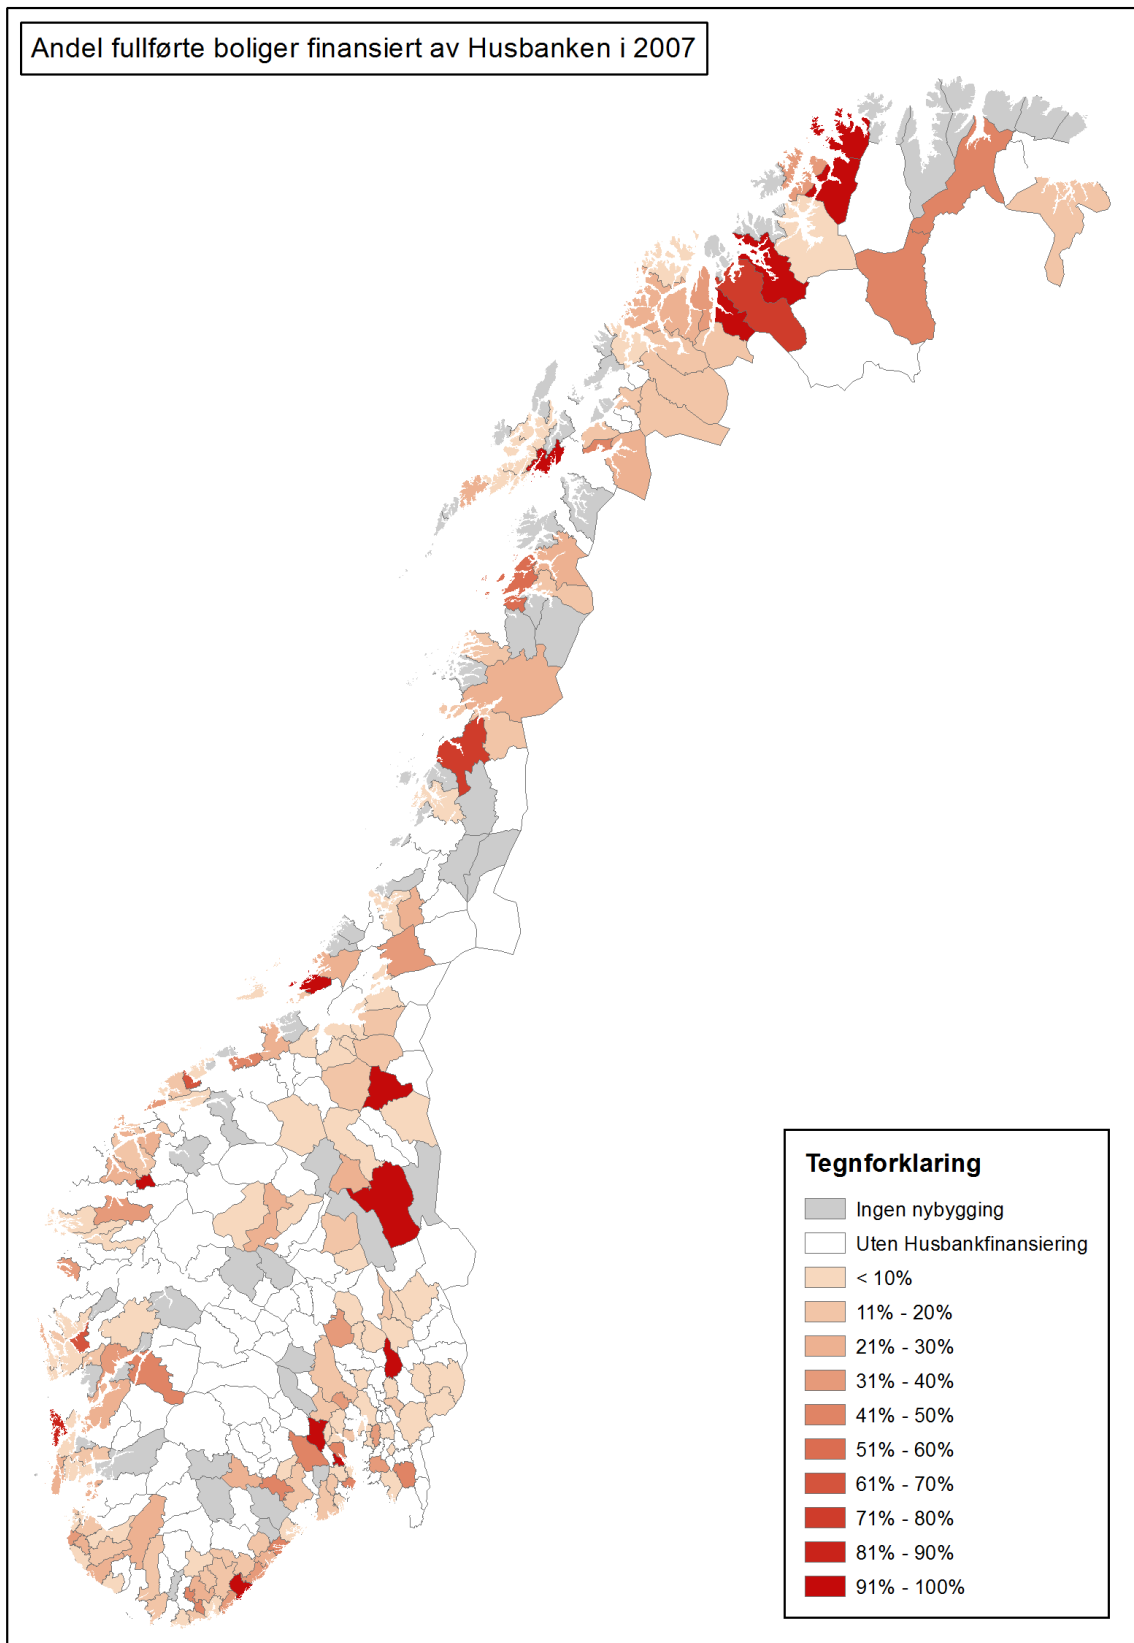 Andel fullførte boliger finansiert av Husbanken i 2007
Tegnforklaring
Ingen nybygging
Uten Husbankfinansiering
< 10%
11% - 20%
21% - 30%
31% - 40%
41% - 50%
51% - 60%
61% - 70%
71% - 80%
81% - 90%
91% - 100%